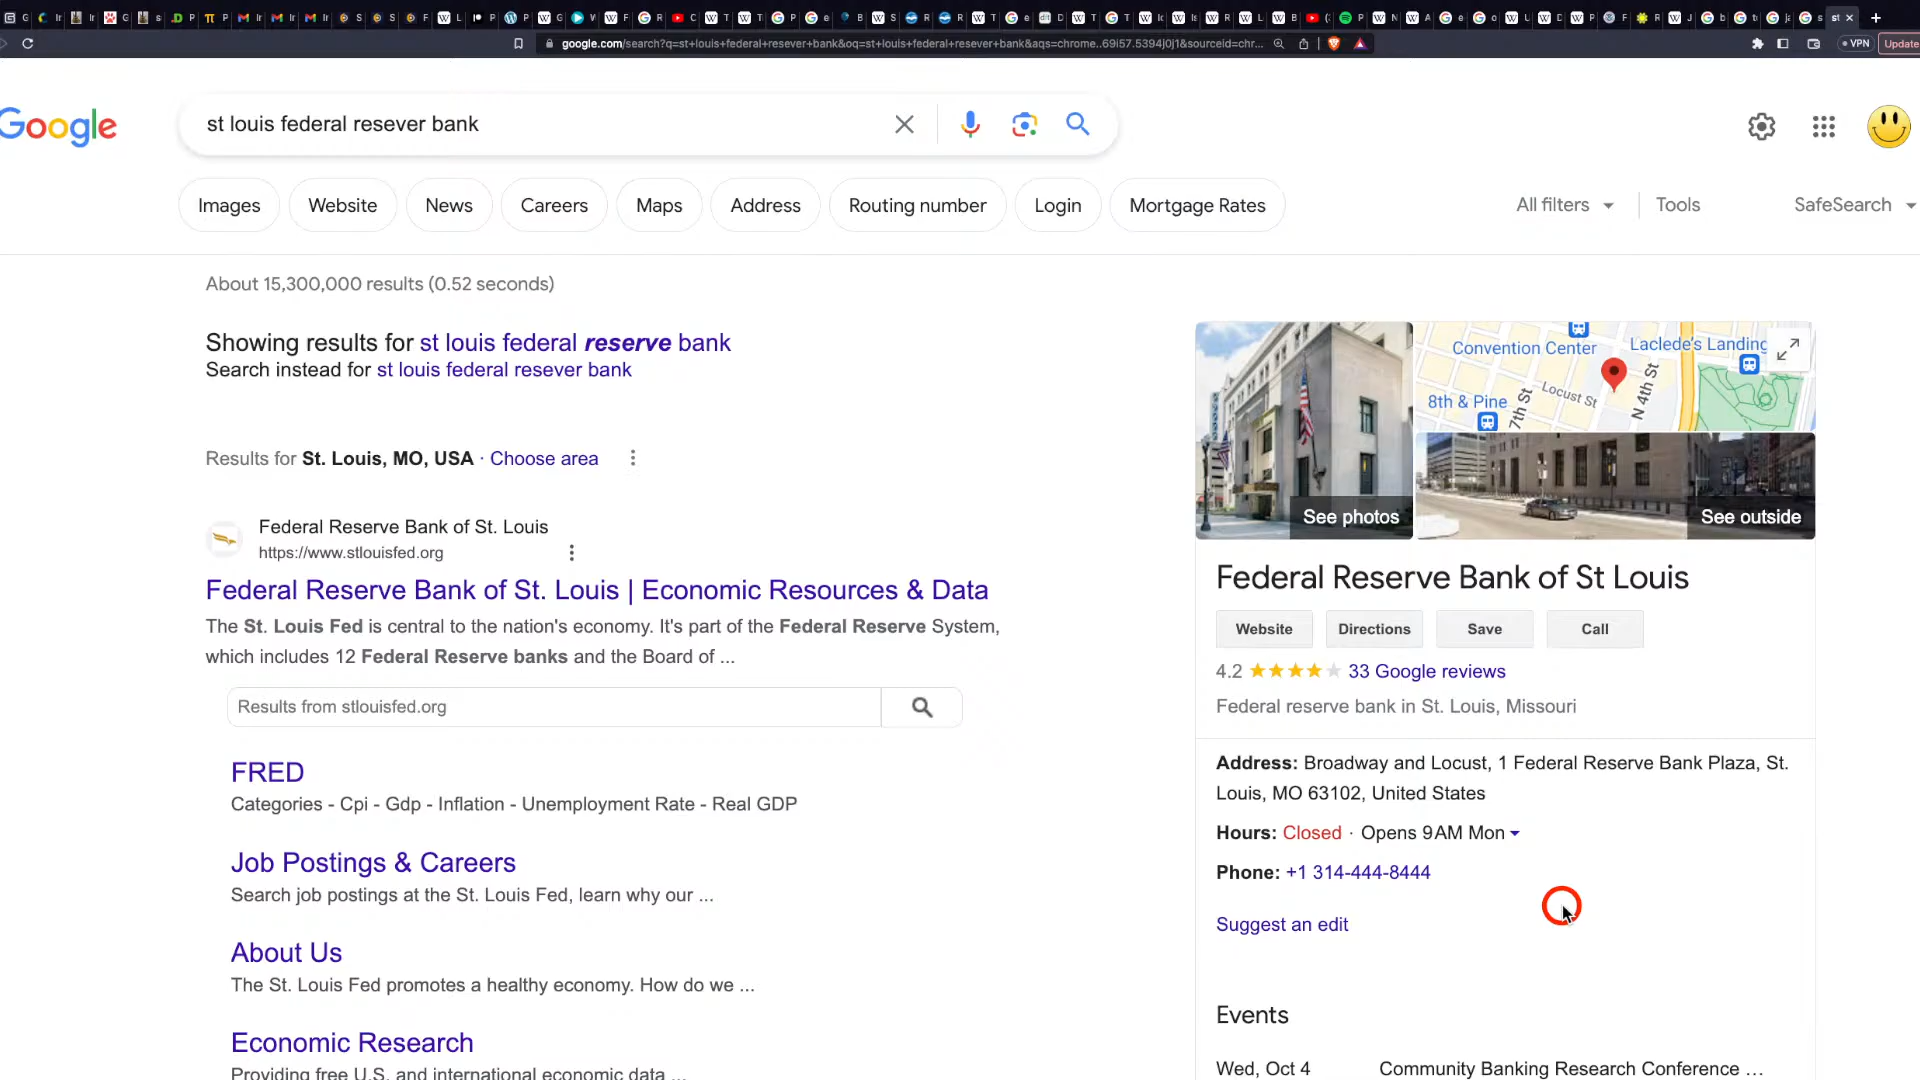 google.com/search?q=st+louis+federal+resever+bank&oq=st+louis+federal+resever+bank&aqs=chrome..69i57.5394j0j1&sourceid=chr...
VPN
Update
Google
st louis federal resever bank
Images
Website
News
Careers
Maps
Address
Routing number
Login
Mortgage Rates
All filters
Tools
SafeSearch
About 15,300,000 results (0.52 seconds)
Showing results for st louis federal reserve bank
Search instead for st louis federal resever bank
Results for St. Louis, MO, USA · Choose area
Federal Reserve Bank of St. Louis
https://www.stlouisfed.org
Federal Reserve Bank of St. Louis | Economic Resources & Data
The St. Louis Fed is central to the nation's economy. It's part of the Federal Reserve System,
which includes 12 Federal Reserve banks and the Board of ...
Results from stlouisfed.org
FRED
Categories - Cpi - Gdp - Inflation - Unemployment Rate - Real GDP
Job Postings & Careers
Search job postings at the St. Louis Fed, learn why our ...
About Us
The St. Louis Fed promotes a healthy economy. How do we ...
Economic Research
Providing free U.S. and international economic data ...
Convention Center
Laclede's Landing
Locust St
N 4th St
8th & Pine
7th St
See photos
See outside
Federal Reserve Bank of St Louis
Website
Directions
Save
Call
4.2
33 Google reviews
Federal reserve bank in St. Louis, Missouri
Address: Broadway and Locust, 1 Federal Reserve Bank Plaza, St.
Louis, MO 63102, United States
Hours: Closed · Opens 9 AM Mon
Phone: +1 314-444-8444
Suggest an edit
Events
Wed, Oct 4
Community Banking Research Conference ...